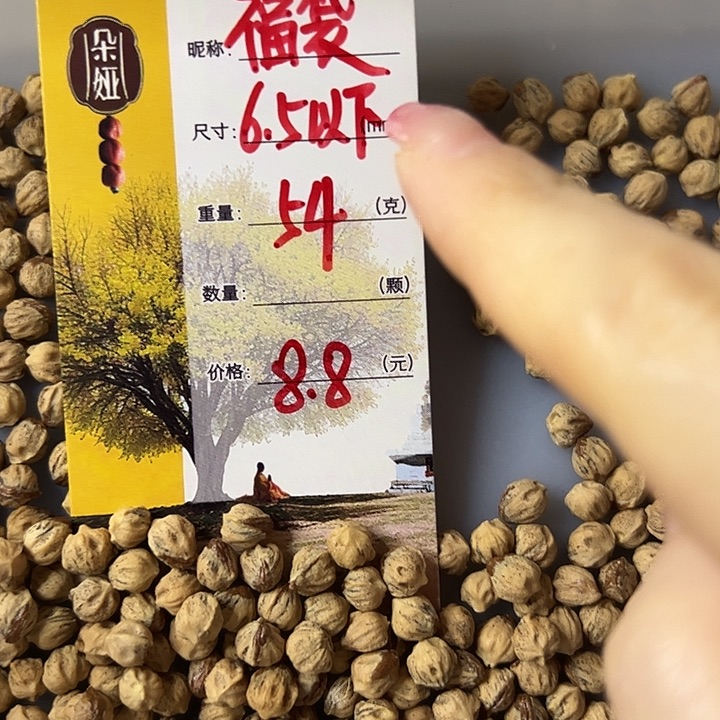 朵娅
昵称: 福袋
尺寸: 6.5以下 (m
重量: 54 (克)
数量: (颗)
价格: 8.8 (元)